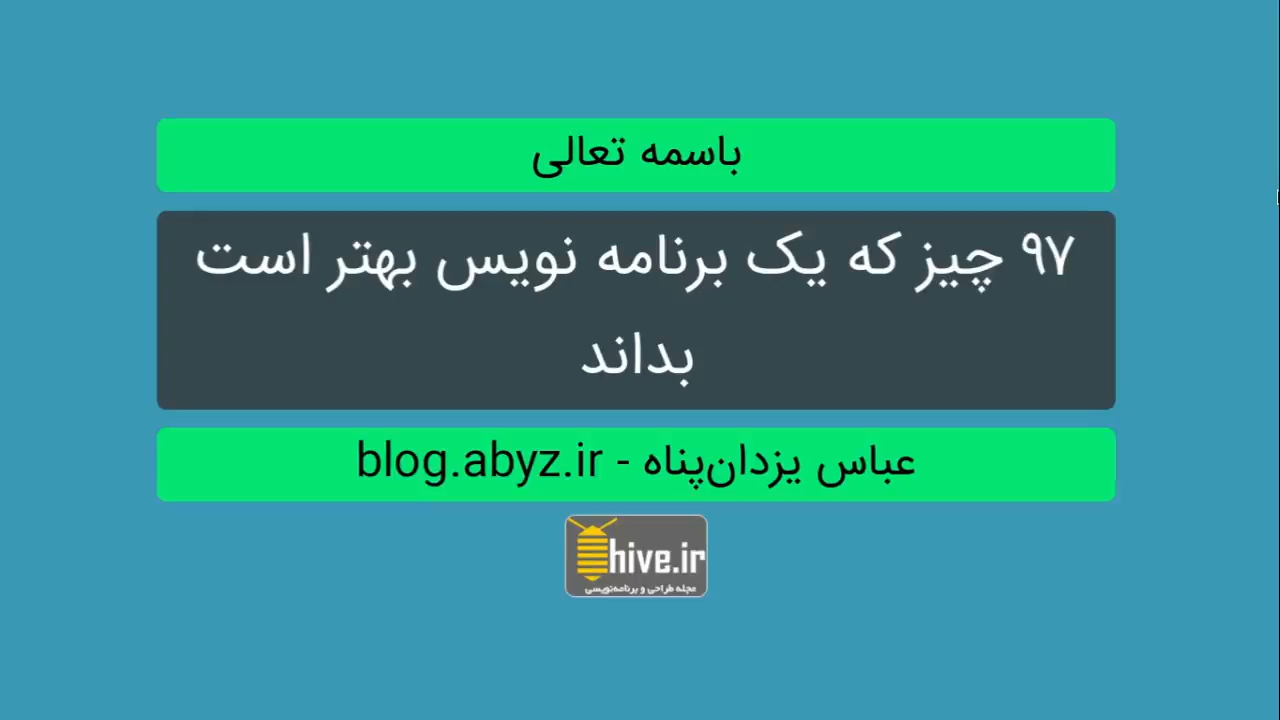 باسمه تعالی
۹۷ چیز که یک برنامه نویس بهتر است
بداند
عباس یزدان‌پناه - blog.abyz.ir
hive.ir
مجله طراحی و برنامه‌نویسی